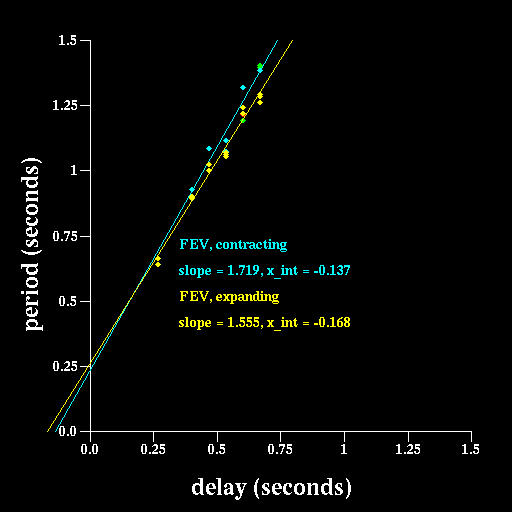 1.5
1.25
1
0.75
0.5
0.25
0.0
period (seconds)
FEV, contracting
slope = 1.719, x_int = -0.137
FEV, expanding
slope = 1.555, x_int = -0.168
0.0 0.25 0.5 0.75 1 1.25 1.5
delay (seconds)